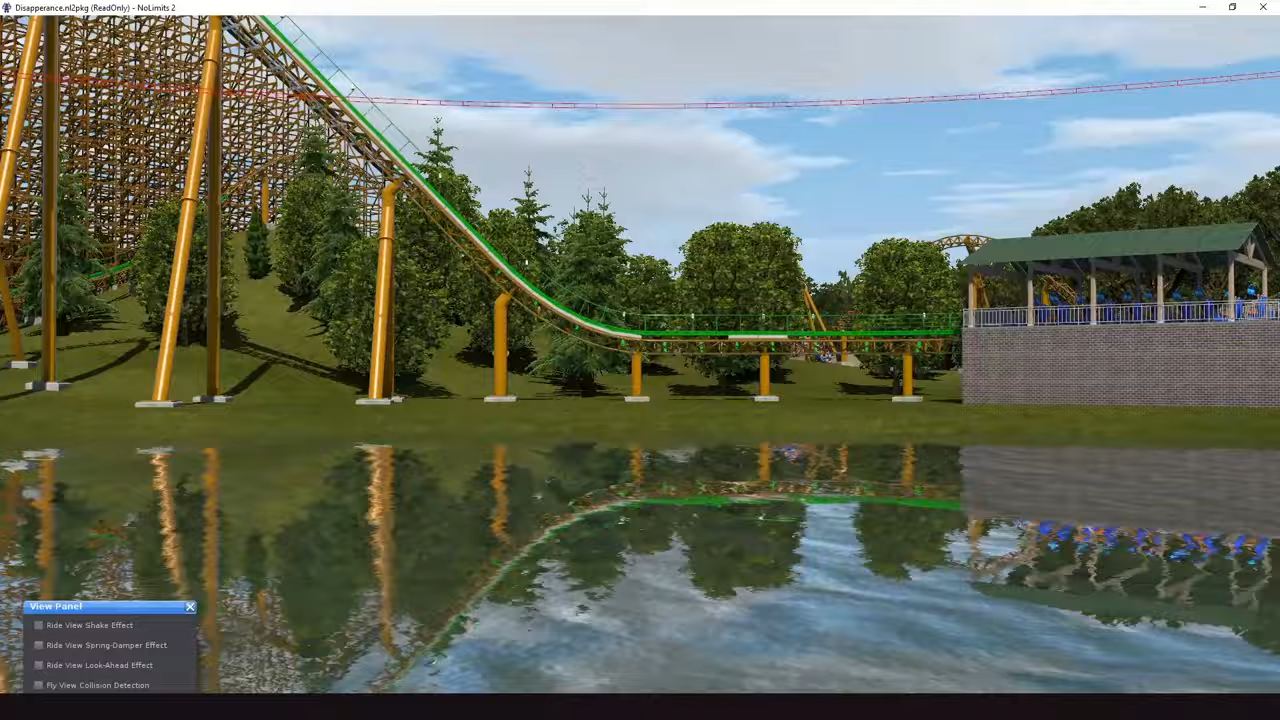 Disapperance.nl2pkg (ReadOnly) - NoLimits 2
View Panel
Ride View Shake Effect
Ride View Spring-Damper Effect
Ride View Look-Ahead Effect
Fly View Collision Detection